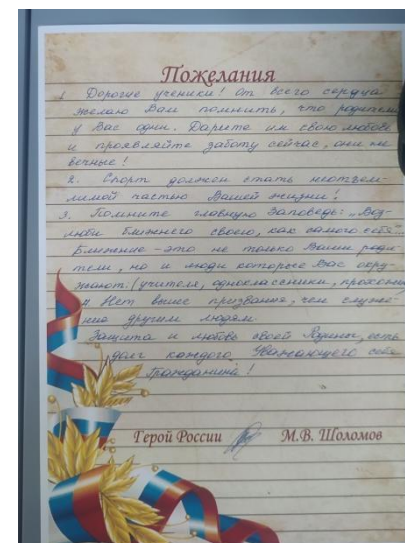 Пожелания
1. Дорогие ученики! От всего сердца
желаю Вам помнить, что родители
у Вас одни. Дарите им свою любовь
и проявляйте заботу сейчас, они не
вечные!
2. Спорт должен стать неотъем-
лимой частью Вашей жизни!
3. Помните главную Заповедь: „Воз-
люби ближнего своего, как самого себя"
Ближние - это не только Ваши роди-
тели, но и люди которые Вас окру-
жают. (учителя, одноклассники, прохожие
4. Нет выше призвания, чем служе-
ние другим людям.
Защита и любовь своей Родины, есть
долг каждого Уважающего себя
Гражданина!
Герой России М.В. Шоломов